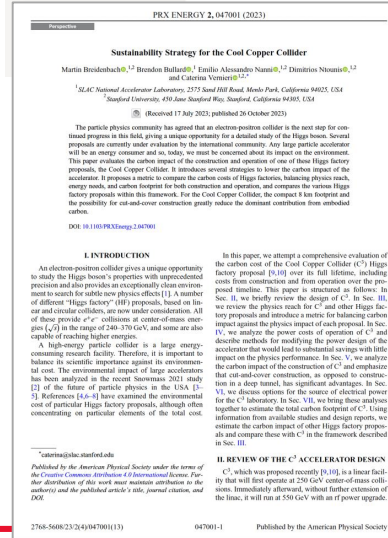 PRX ENERGY 2, 047001 (2023)
Perspective
Sustainability Strategy for the Cool Copper Collider
Martin Breidenbach, 1,2 Brendon Bullard, 1 Emilio Alessandro Nanni, 1,2 Dimitrios Ntounis, 1,2
and Caterina Vernieri 1,2,*
1 SLAC National Accelerator Laboratory, 2575 Sand Hill Road, Menlo Park, California 94025, USA
2 Stanford University, 450 Jane Stanford Way, Stanford, California 94305, USA
(Received 17 July 2023; published 26 October 2023)
The particle physics community has agreed that an electron-positron collider is the next step for con-
tinued progress in this field, giving a unique opportunity for a detailed study of the Higgs boson. Several
proposals are currently under evaluation by the international community. Any large particle accelerator
will be an energy consumer and so, today, we must be concerned about its impact on the environment.
This paper evaluates the carbon impact of the construction and operation of one of these Higgs factory
proposals, the Cool Copper Collider. It introduces several strategies to lower the carbon impact of the
accelerator. It proposes a metric to compare the carbon costs of Higgs factories, balancing physics reach,
energy needs, and carbon footprint for both construction and operation, and compares the various Higgs
factory proposals within this framework. For the Cool Copper Collider, the compact 8 km footprint and
the possibility for cut-and-cover construction greatly reduce the dominant contribution from embodied
carbon.
DOI: 10.1103/PRXEnergy.2.047001
I. INTRODUCTION
An electron-positron collider gives a unique opportunity
to study the Higgs boson's properties with unprecedented
precision and also provides an exceptionally clean environ-
ment to search for subtle new physics effects [1]. A number
of different "Higgs factory" (HF) proposals, based on lin-
ear and circular colliders, are now under consideration. All
of these provide e+e− collisions at center-of-mass ener-
gies (√s) in the range of 240–370 GeV, and some are also
capable of reaching higher energies.
A high-energy particle collider is a large energy-
consuming research facility. Therefore, it is important to
balance its scientific importance against its environmen-
tal cost. The environmental impact of large accelerators
has been analyzed in the recent Snowmass 2021 study
[2] of the future of particle physics in the USA [3–
5]. References [4,6–8] have examined the environmental
cost of particular Higgs factory proposals, although often
concentrating on particular elements of the total cost.
*caterina@slac.stanford.edu
Published by the American Physical Society under the terms of
the Creative Commons Attribution 4.0 International license. Fur-
ther distribution of this work must maintain attribution to the
author(s) and the published article's title, journal citation, and
DOI.
In this paper, we attempt a comprehensive evaluation of
the carbon cost of the Cool Copper Collider (C³) Higgs
factory proposal [9,10] over its full lifetime, including
costs from construction and from operation over the pro-
posed timeline. This paper is structured as follows: In
Sec. II, we briefly review the design of C³. In Sec. III,
we review the physics reach for C³ and other Higgs fac-
tory proposals and introduce a metric for balancing carbon
impact against the physics impact of each proposal. In Sec.
IV, we analyze the power costs of operation of C³ and
describe methods for modifying the power design of the
accelerator that would lead to substantial savings with little
impact on the physics performance. In Sec. V, we analyze
the carbon impact of the construction of C³ and emphasize
that cut-and-cover construction, as opposed to construc-
tion in a deep tunnel, has significant advantages. In Sec.
VI, we discuss options for the source of electrical power
for the C³ laboratory. In Sec. VII, we bring these analyses
together to estimate the total carbon footprint of C³. Using
information from available studies and design reports, we
estimate the carbon impact of other Higgs factory propos-
als and compare these with C³ in the framework described
in Sec. III.
II. REVIEW OF THE C³ ACCELERATOR DESIGN
C³, which was proposed recently [9,10], is a linear facil-
ity that will first operate at 250 GeV center-of-mass colli-
sions. Immediately afterward, without further extension of
the linac, it will run at 550 GeV with an rf power upgrade.
2768-5608/23/2(4)/047001(13)
047001-1
Published by the American Physical Society